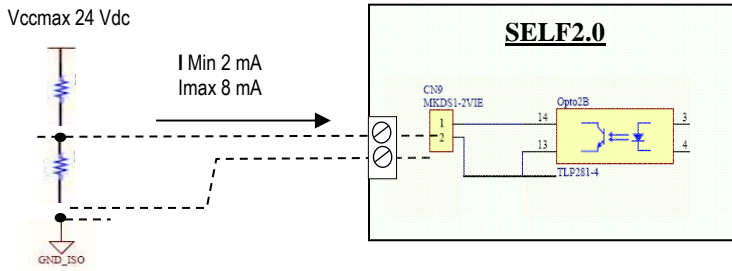 Vccmax 24 Vdc
I Min 2 mA
Imax 8 mA
SELF2.0
CN9
MKDS1-2VIE
1
2
Opto2B
14
3
13
4
TLP281-4
GND_ISO